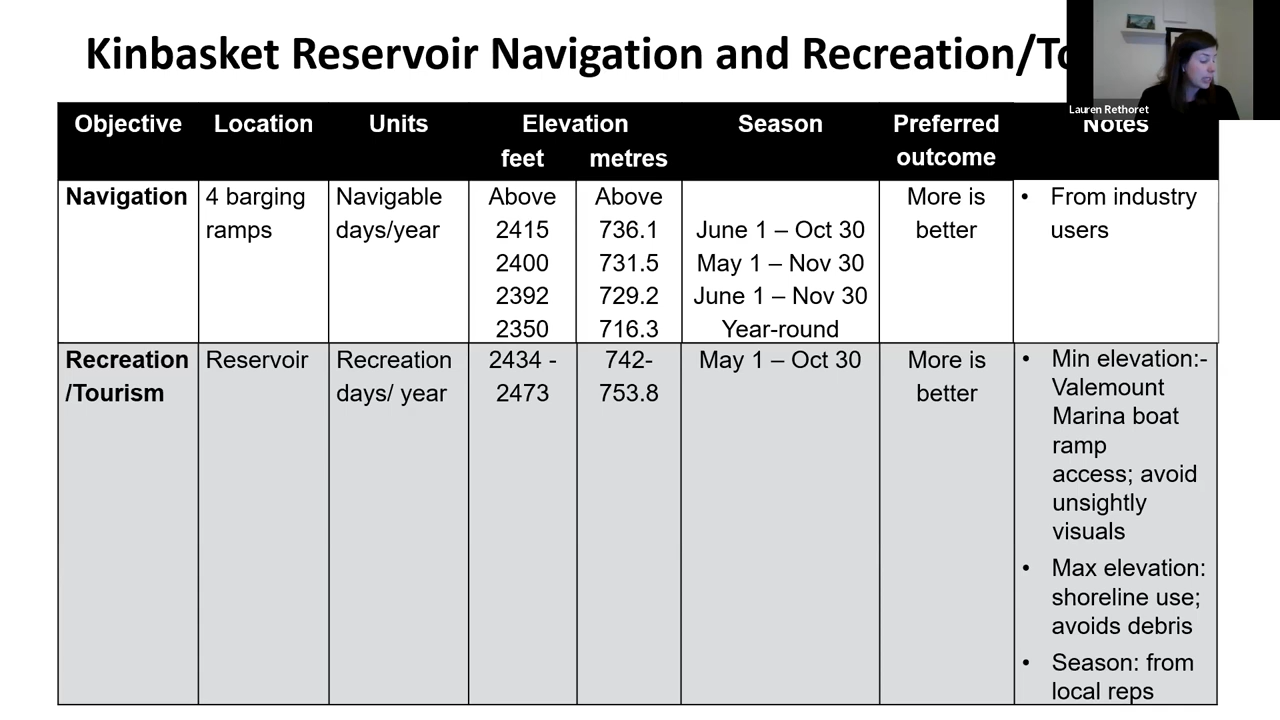 Kinbasket Reservoir Navigation and Recreation/To
Lauren Rethoret
Objective Location Units Elevation Season Preferred Notes
feet metres outcome
Navigation 4 barging Navigable Above Above More is • From industry
ramps days/year 2415 736.1 June 1 – Oct 30 better users
2400 731.5 May 1 – Nov 30
2392 729.2 June 1 – Nov 30
2350 716.3 Year-round
Recreation Reservoir Recreation 2434 - 742- May 1 – Oct 30 More is • Min elevation:-
/Tourism days/ year 2473 753.8 better Valemount
Marina boat
ramp
access; avoid
unsightly
visuals
• Max elevation:
shoreline use;
avoids debris
• Season: from
local reps